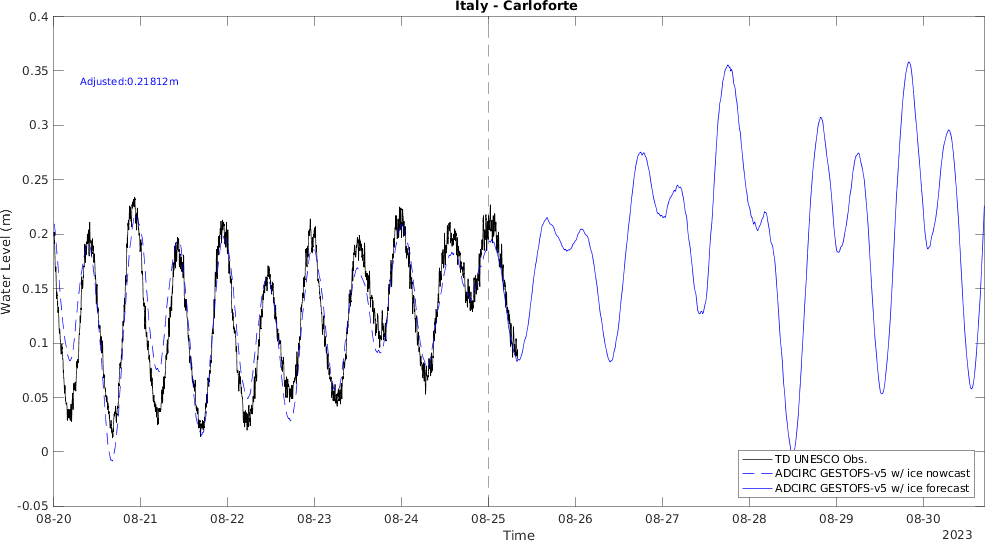 Italy - Carloforte
0.4
0.35
0.3
0.25
0.2
0.15
0.1
0.05
0
-0.05
Water Level (m)
Adjusted:0.21812m
TD UNESCO Obs.
ADCIRC GESTOFS-v5 w/ ice nowcast
ADCIRC GESTOFS-v5 w/ ice forecast
08-20 08-21 08-22 08-23 08-24 08-25 08-26 08-27 08-28 08-29 08-30
Time
2023